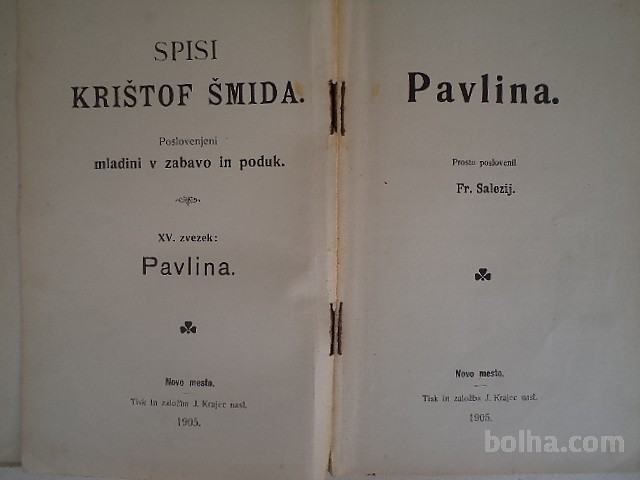 SPISI
KRIŠTOF ŠMIDA.
Poslovenjeni
mladini v zabavo in poduk.
XV. zvezek:
Pavlina.
Novo mesto.
Tisk in založba J. Krajec nasl.
1905.
Pavlina.
Prosto poslovenil
Fr. Salezij.
Novo mesto.
Tisk in založba J. Krajec nasl.
1905.
bolha.com